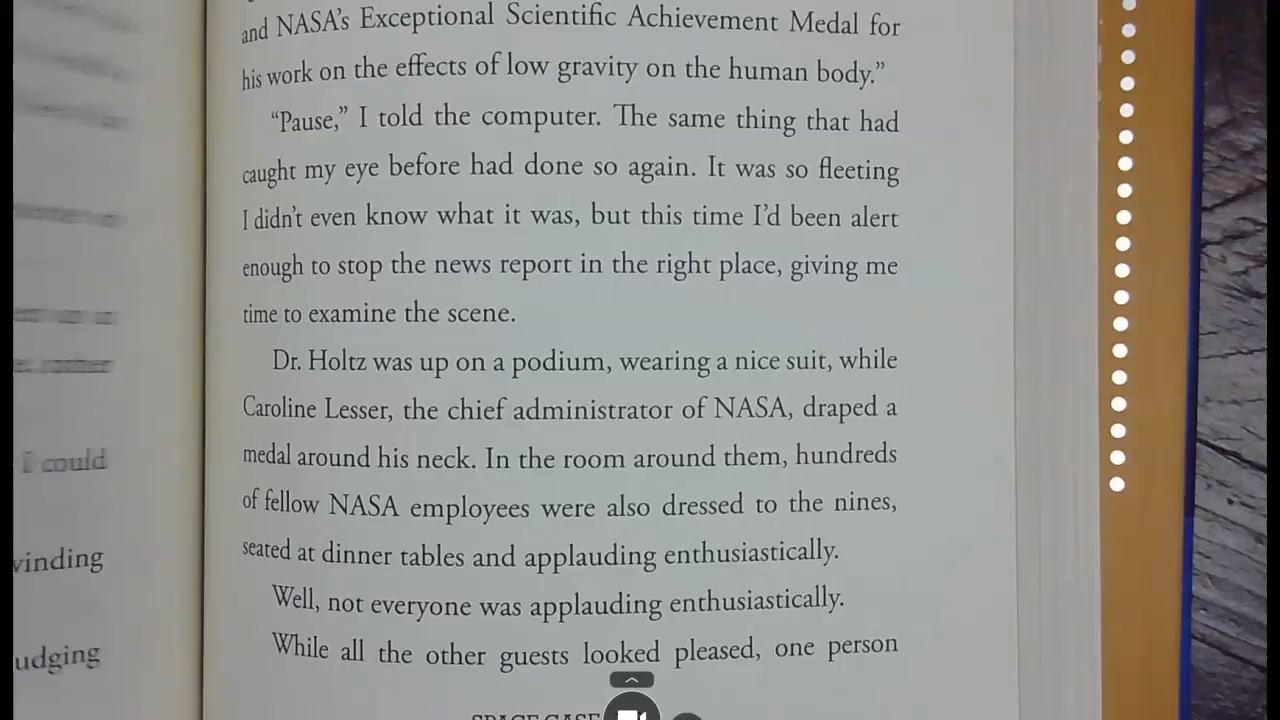 and NASA's Exceptional Scientific Achievement Medal for
his work on the effects of low gravity on the human body."
"Pause," I told the computer. The same thing that had
caught my eye before had done so again. It was so fleeting
I didn't even know what it was, but this time I'd been alert
enough to stop the news report in the right place, giving me
time to examine the scene.
Dr. Holtz was up on a podium, wearing a nice suit, while
Caroline Lesser, the chief administrator of NASA, draped a
medal around his neck. In the room around them, hundreds
of fellow NASA employees were also dressed to the nines,
seated at dinner tables and applauding enthusiastically.
Well, not everyone was applauding enthusiastically.
While all the other guests looked pleased, one person
SPACE CASE
I could
vinding
udging